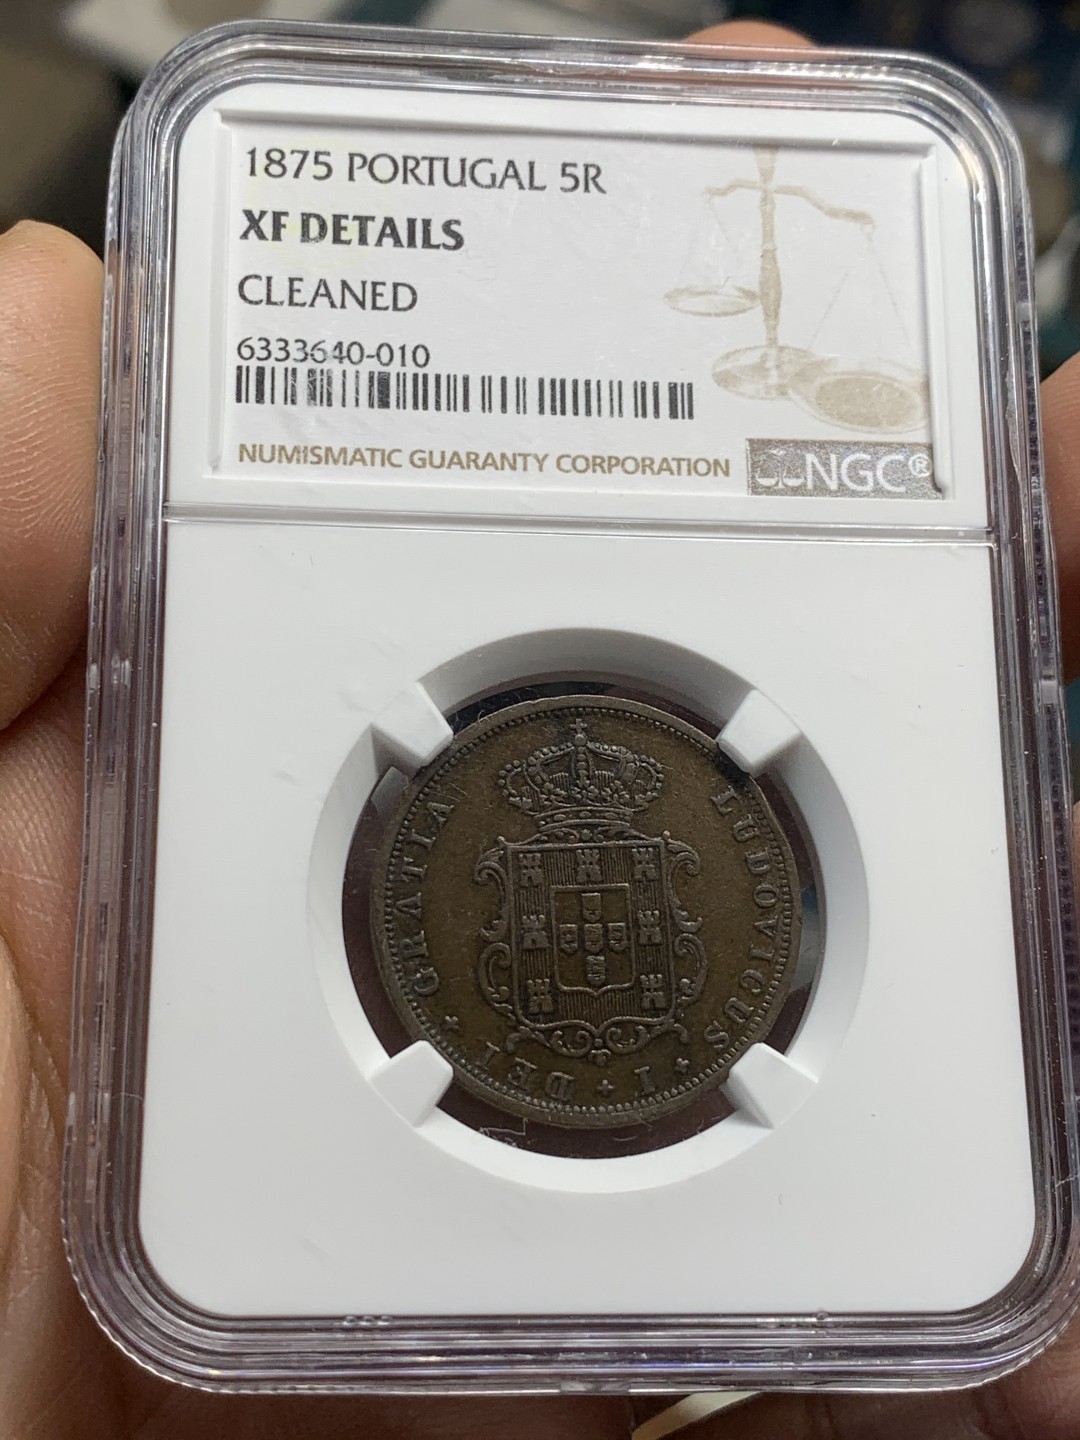 1875 PORTUGAL 5R
XF DETAILS
CLEANED
6333640-010
NUMISMATIC GUARANTY CORPORATION
NGC®
LUDOVICUS + I + DEI + GRATIA